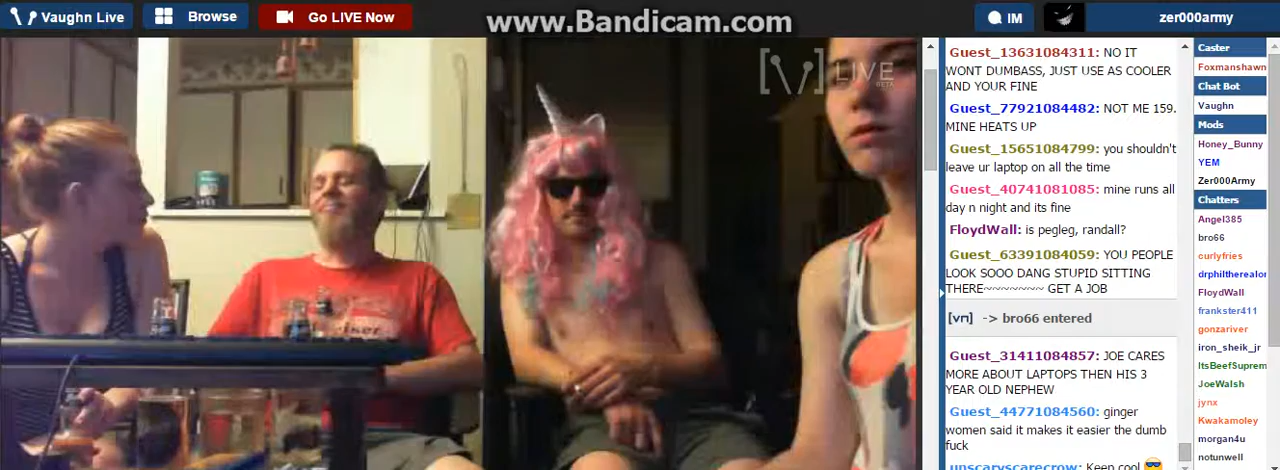 Vaughn Live
Browse
Go LIVE Now
www.Bandicam.com
IM
zer000army
LIVE
BETA
Guest_13631084311: NO IT
WONT DUMBASS, JUST USE AS COOLER
AND YOUR FINE
Guest_77921084482: NOT ME 159.
MINE HEATS UP
Guest_15651084799: you shouldn't
leave ur laptop on all the time
Guest_40741081085: mine runs all
day n night and its fine
FloydWall: is pegleg, randall?
Guest_63391084059: YOU PEOPLE
LOOK SOOO DANG STUPID SITTING
THERE~~~~~~~ GET A JOB
-> bro66 entered
Guest_31411084857: JOE CARES
MORE ABOUT LAPTOPS THEN HIS 3
YEAR OLD NEPHEW
Guest_44771084560: ginger
women said it makes it easier the dumb
fuck
unscaryscarecrow: Keep cool
Caster
Foxmanshawn
Chat Bot
Vaughn
Mods
Honey_Bunny
YEM
Zer000Army
Chatters
Angel385
bro66
curlyfries
drphiltherealor
FloydWall
frankster411
gonzariver
iron_sheik_jr
ItsBeefSuprem
JoeWalsh
jynx
Kwakamoley
morgan4u
notunwell